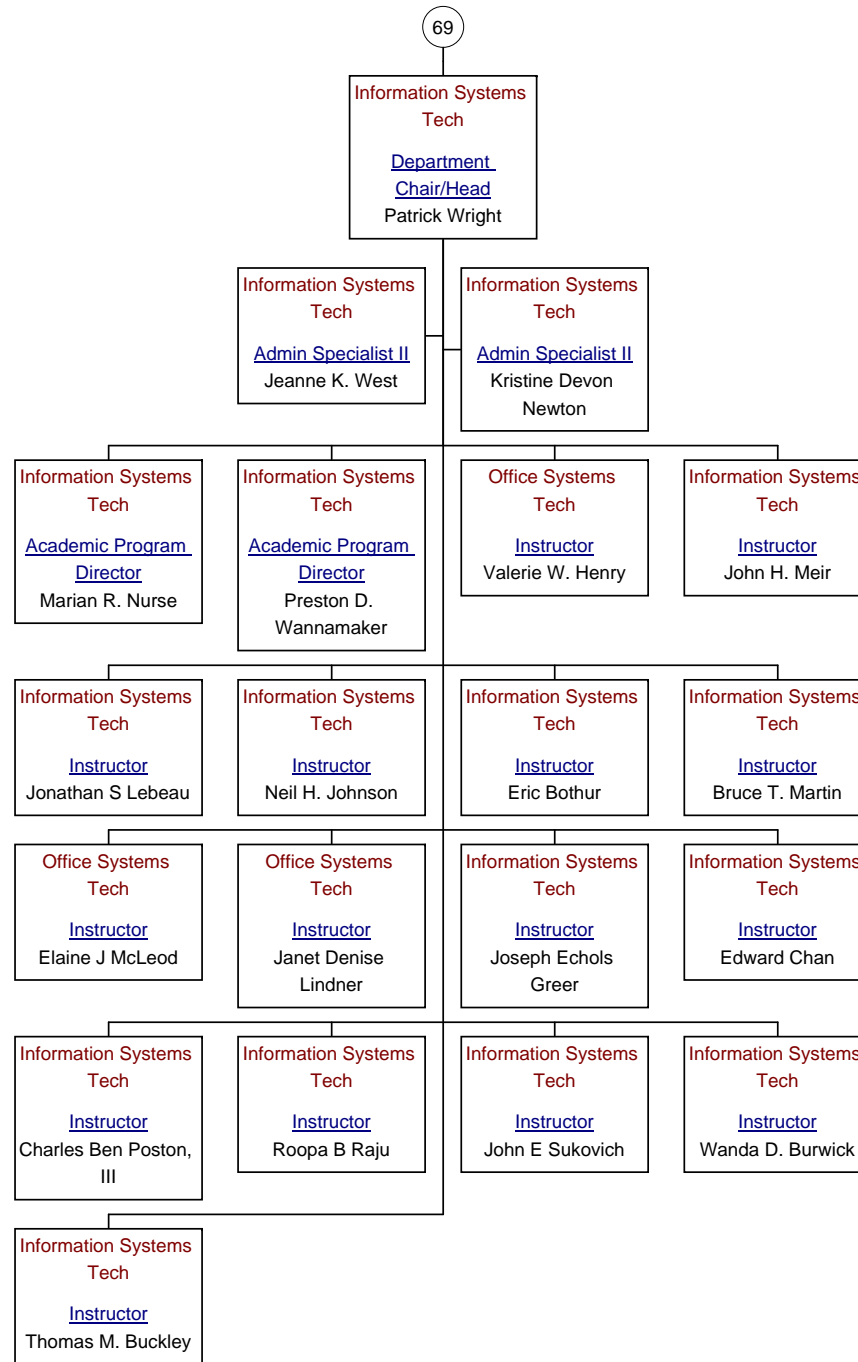 69
Information Systems
Tech
Department
Chair/Head
Patrick Wright
Information Systems
Tech
Admin Specialist II
Jeanne K. West
Information Systems
Tech
Admin Specialist II
Kristine Devon
Newton
Information Systems
Tech
Academic Program
Director
Marian R. Nurse
Information Systems
Tech
Academic Program
Director
Preston D.
Wannamaker
Office Systems
Tech
Instructor
Valerie W. Henry
Information Systems
Tech
Instructor
John H. Meir
Information Systems
Tech
Instructor
Jonathan S Lebeau
Information Systems
Tech
Instructor
Neil H. Johnson
Information Systems
Tech
Instructor
Eric Bothur
Information Systems
Tech
Instructor
Bruce T. Martin
Office Systems
Tech
Instructor
Elaine J McLeod
Office Systems
Tech
Instructor
Janet Denise
Lindner
Information Systems
Tech
Instructor
Joseph Echols
Greer
Information Systems
Tech
Instructor
Edward Chan
Information Systems
Tech
Instructor
Charles Ben Poston,
III
Information Systems
Tech
Instructor
Roopa B Raju
Information Systems
Tech
Instructor
John E Sukovich
Information Systems
Tech
Instructor
Wanda D. Burwick
Information Systems
Tech
Instructor
Thomas M. Buckley